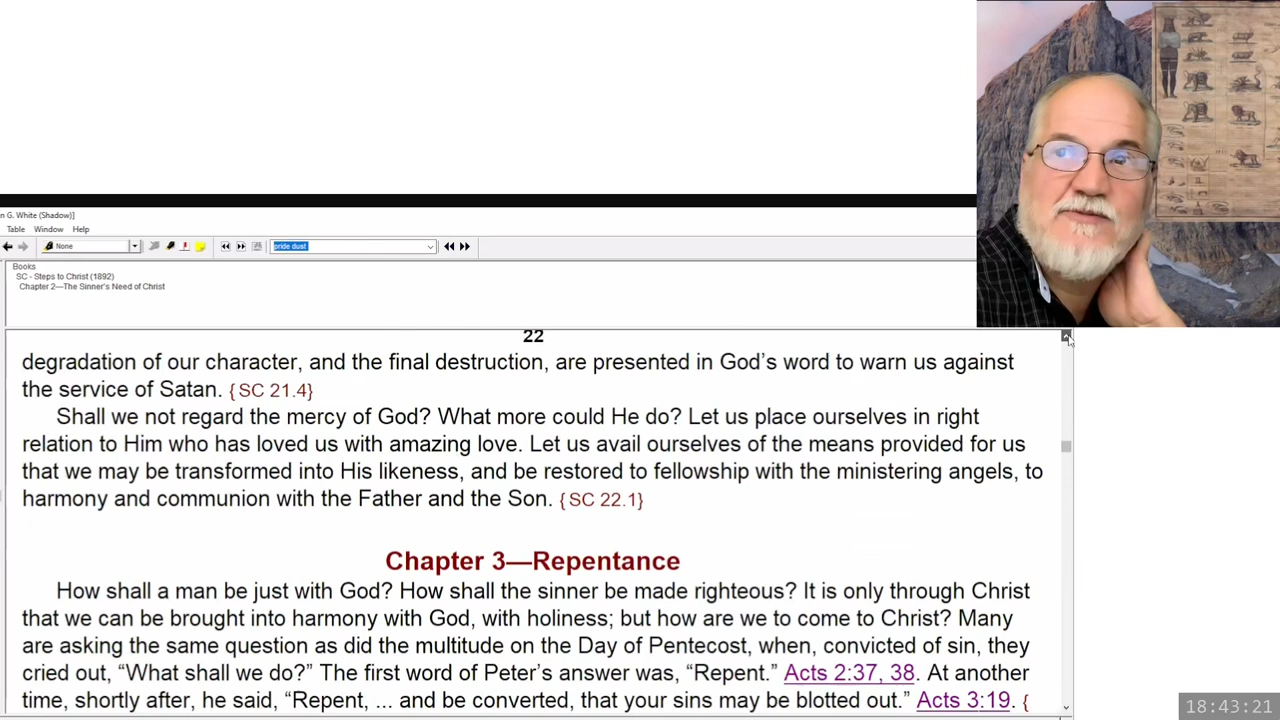 n G. White (Shadow)]
Table Window Help
None
pride dust
Books
SC - Steps to Christ (1892)
Chapter 2—The Sinner's Need of Christ
22
degradation of our character, and the final destruction, are presented in God’s word to warn us against
the service of Satan. {SC 21.4}
Shall we not regard the mercy of God? What more could He do? Let us place ourselves in right
relation to Him who has loved us with amazing love. Let us avail ourselves of the means provided for us
that we may be transformed into His likeness, and be restored to fellowship with the ministering angels, to
harmony and communion with the Father and the Son. {SC 22.1}
Chapter 3—Repentance
How shall a man be just with God? How shall the sinner be made righteous? It is only through Christ
that we can be brought into harmony with God, with holiness; but how are we to come to Christ? Many
are asking the same question as did the multitude on the Day of Pentecost, when, convicted of sin, they
cried out, “What shall we do?” The first word of Peter’s answer was, “Repent.” Acts 2:37, 38. At another
time, shortly after, he said, “Repent, ... and be converted, that your sins may be blotted out.” Acts 3:19. {
18:43:21